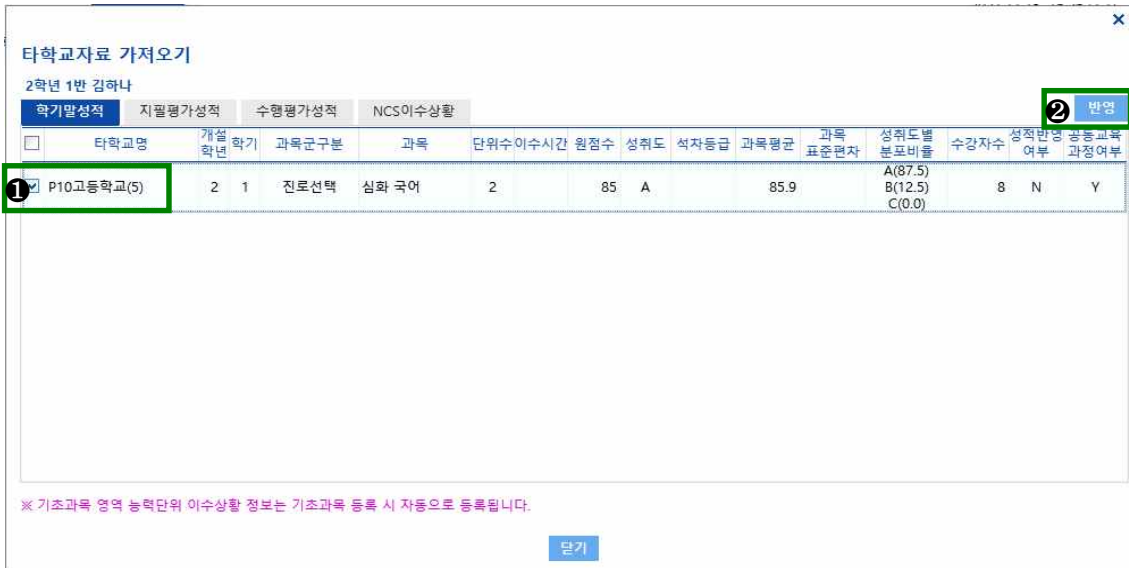 ×
타학교자료 가져오기
2학년 1반 김하나
학기말성적 지필평가성적 수행평가성적 NCS이수상황
❷ 반영
타학교명 개설학년 학기 과목군구분 과목 단위수 이수시간 원점수 성취도 석차등급 과목평균 과목표준편차 성취도별분포비율 수강자수 성적반영여부 공동교육과정여부
❶ P10고등학교(5) 2 1 진로선택 심화 국어 2 85 A 85.9 A(87.5) B(12.5) C(0.0) 8 N Y
※ 기초과목 영역 능력단위 이수상황 정보는 기초과목 등록 시 자동으로 등록됩니다.
닫기